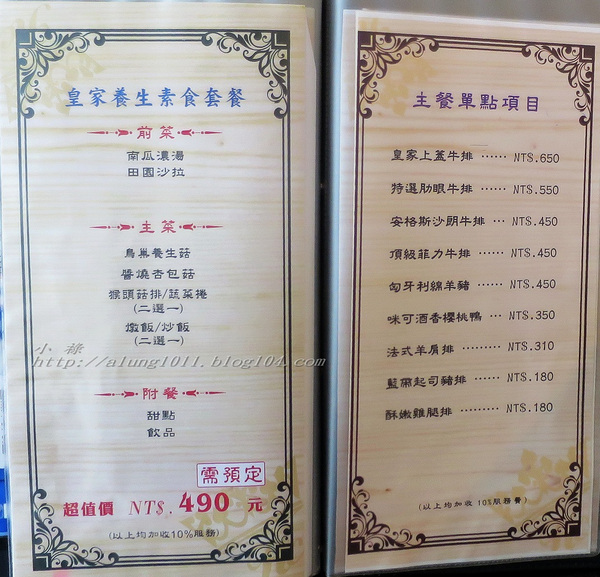 皇家養生素食套餐
前菜
南瓜濃湯
田園沙拉
主菜
鳥巢養生菇
醬燒杏包菇
猴頭菇排/蔬菜捲
(二選一)
燉飯/炒飯
(二選一)
附餐
甜點
飲品
需預定
超值價 NT$. 490 元
(以上均加收10%服務)
小祿
http://alung1011.blog104.com
主餐單點項目
皇家上蓋牛排 …… NT$.650
特選肋眼牛排 …… NT$.550
安格斯沙朗牛排 … NT$.450
頂級菲力牛排 …… NT$.450
匈牙利綿羊豬 …… NT$.450
咪可酒香櫻桃鴨 … NT$.350
法式羊肩排 ……… NT$.310
藍帶起司豬排 …… NT$.180
酥嫩雞腿排 ……… NT$.180
(以上均加收 10%服務費)